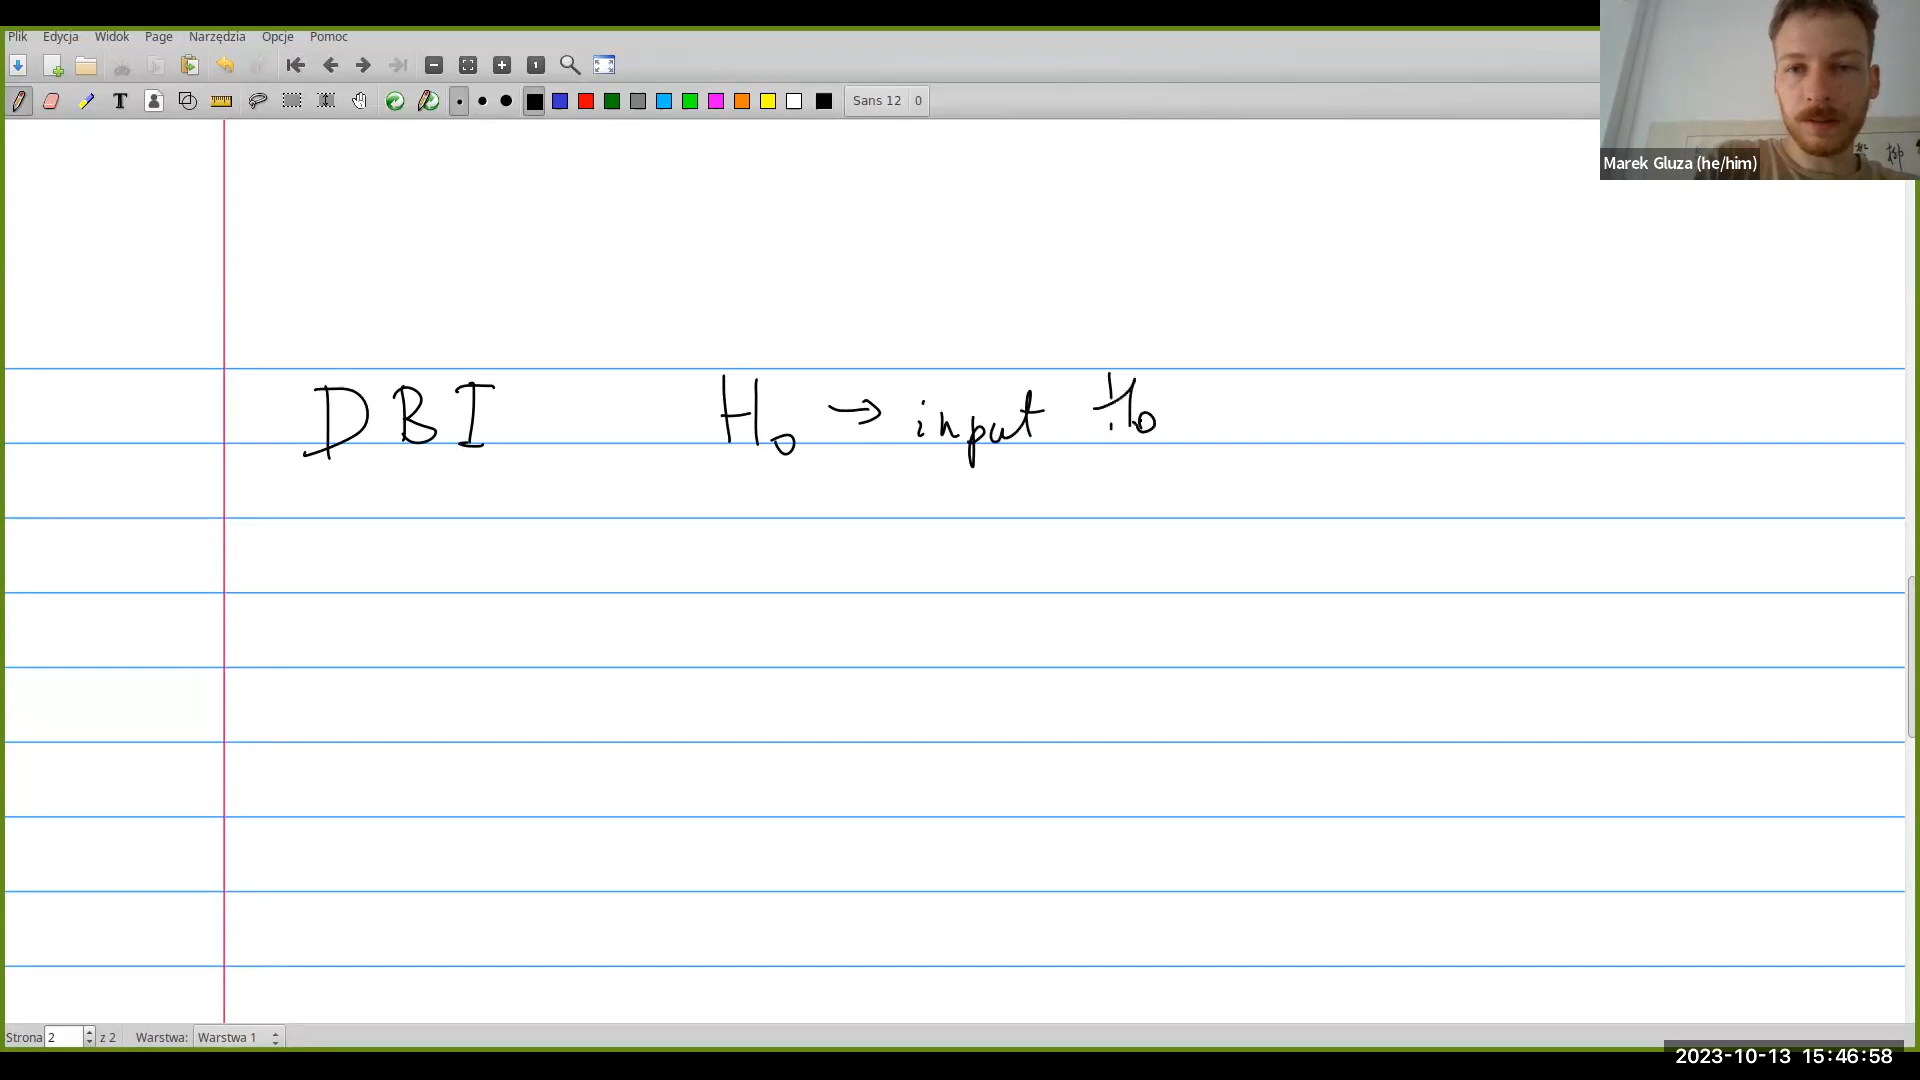 Plik Edycja Widok Page Narzędzia Opcje Pomoc
Sans 12 0
Marek Gluza (he/him)
DBI H₀ → input H₀
Strona 2 z 2 Warstwa: Warstwa 1
2023-10-13 15:46:58